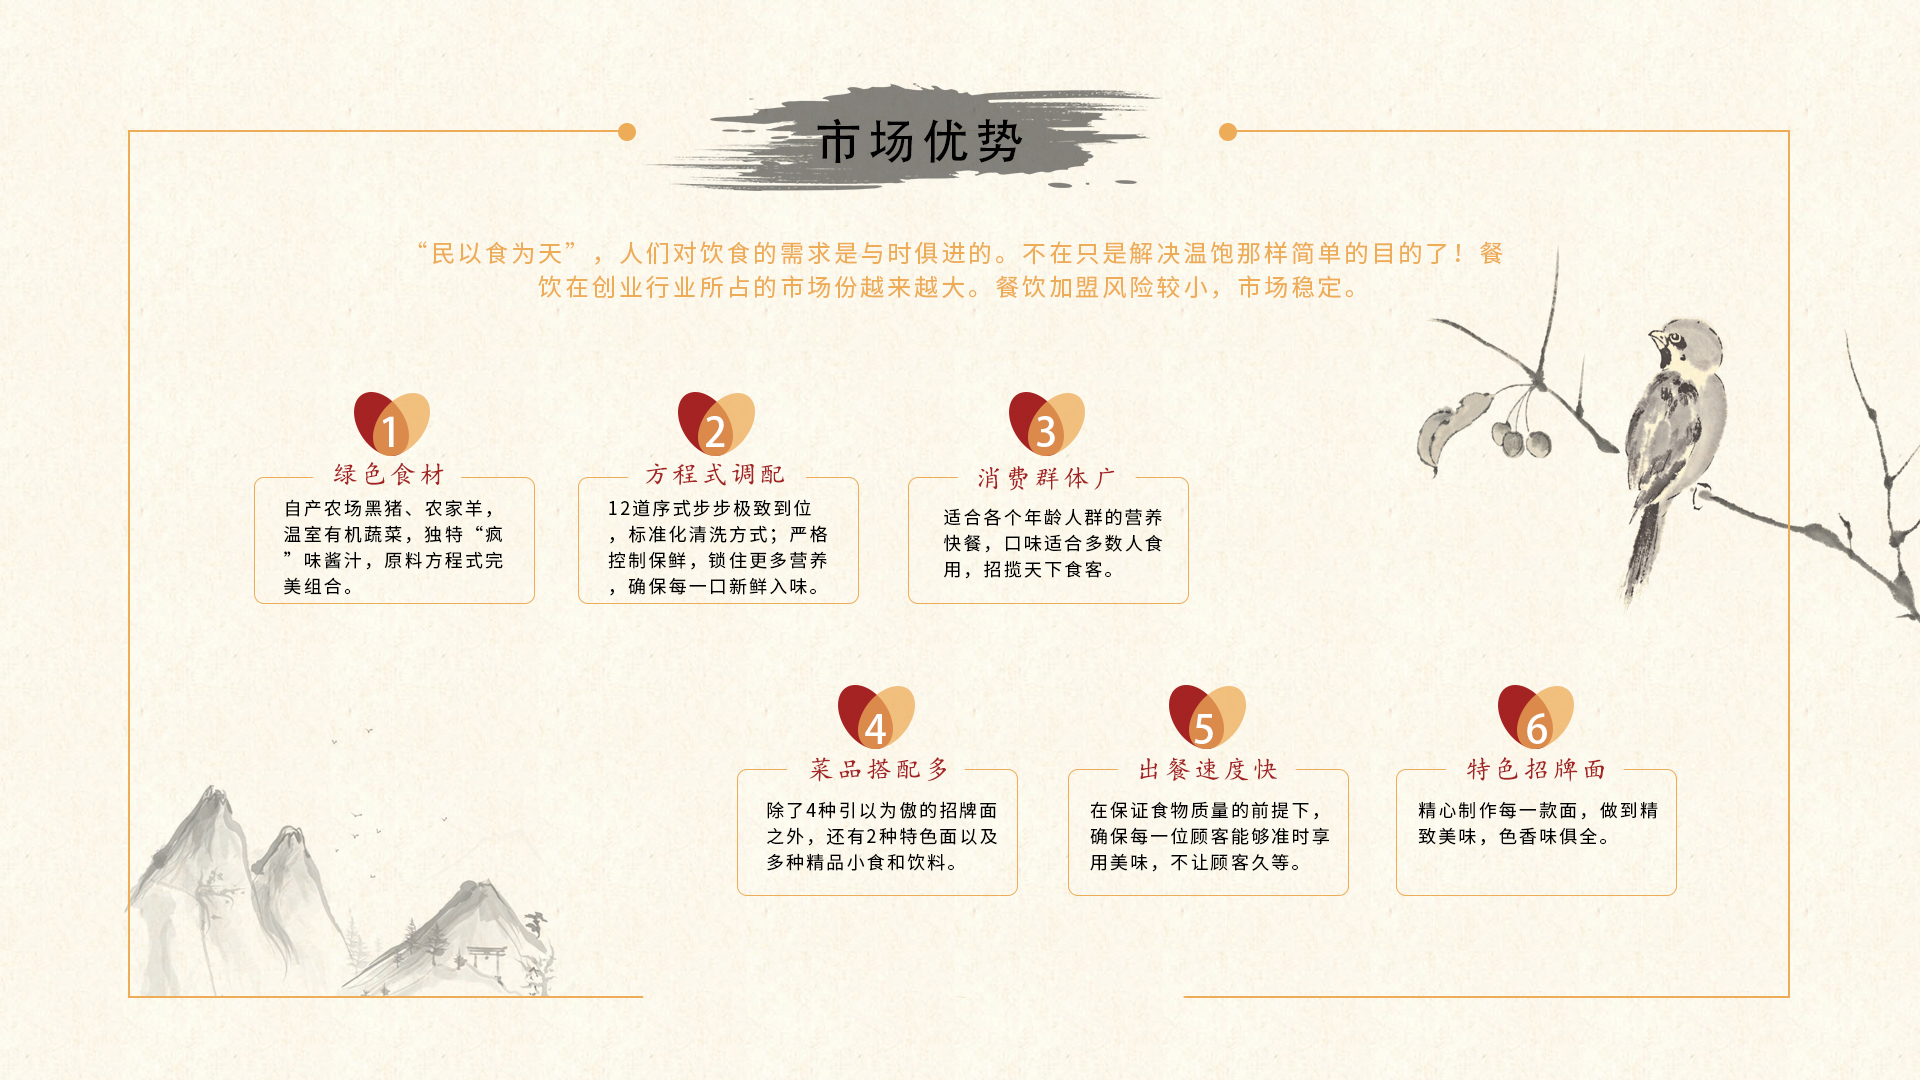 市场优势
“民以食为天”，人们对饮食的需求是与时俱进的。不在只是解决温饱那样简单的目的了！餐
饮在创业行业所占的市场份越来越大。餐饮加盟风险较小，市场稳定。
1
绿色食材
自产农场黑猪、农家羊，
温室有机蔬菜，独特“疯
”味酱汁，原料方程式完
美组合。
2
方程式调配
12道序式步步极致到位
，标准化清洗方式；严格
控制保鲜，锁住更多营养
，确保每一口新鲜入味。
3
消费群体广
适合各个年龄人群的营养
快餐，口味适合多数人食
用，招揽天下食客。
4
菜品搭配多
除了4种引以为傲的招牌面
之外，还有2种特色面以及
多种精品小食和饮料。
5
出餐速度快
在保证食物质量的前提下，
确保每一位顾客能够准时享
用美味，不让顾客久等。
6
特色招牌面
精心制作每一款面，做到精
致美味，色香味俱全。